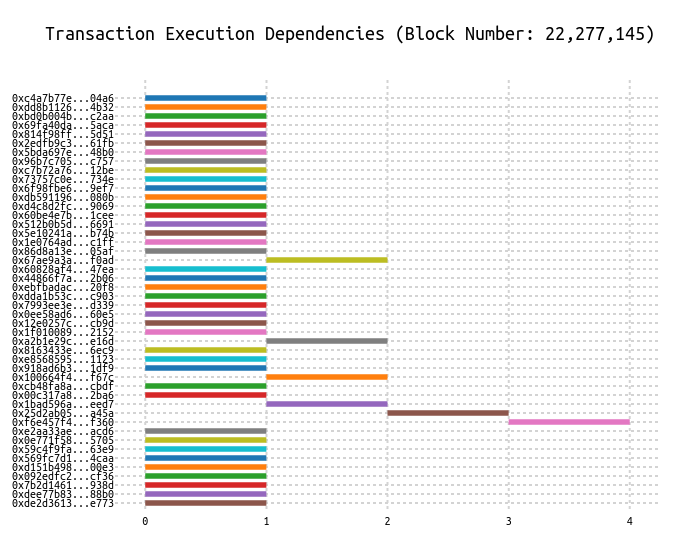 Transaction Execution Dependencies (Block Number: 22,277,145)
0xc4a7b77e...04a6
0xdd8b1126...4b32
0xbd0b004b...c2aa
0x69fa40da...5aca
0x814f98ff...5d51
0x2edfb9c3...61fb
0x5bda697e...48b0
0x96b7c705...c757
0xc7b72a76...12be
0x73757c0e...734e
0x6f98fbe6...9ef7
0xdb591196...080b
0xd4c8d2fc...9069
0x60be4e7b...1cee
0x512b0b5d...6691
0x5e10241a...b74b
0x1e0764ad...c1ff
0x86d8a13e...05af
0x67ae9a3a...f0ad
0x60828af4...47ea
0x44866f7a...2b06
0xebfbadac...20f8
0xdda1b53c...c903
0x7993ee3e...d339
0x0ee58ad6...60e5
0x12e0257c...cb9d
0x1f010089...2152
0xa2b1e29c...e16d
0x8163433e...6ec9
0xe8568595...1123
0x918ad6b3...1df9
0x100664f4...f67c
0xcb48fa8a...cbdf
0x00c317a8...2ba6
0x1bad596a...eed7
0x25d2ab05...a45a
0xf6e457f4...f360
0xe2aa33ae...acd6
0x0e771f58...5705
0x59c4f9fa...63e9
0x569fc7d1...4caa
0xd151b498...00e3
0x092edfc2...cf36
0x7b2d1461...938d
0xdee77b83...88b0
0xde2d3613...e773
0 1 2 3 4